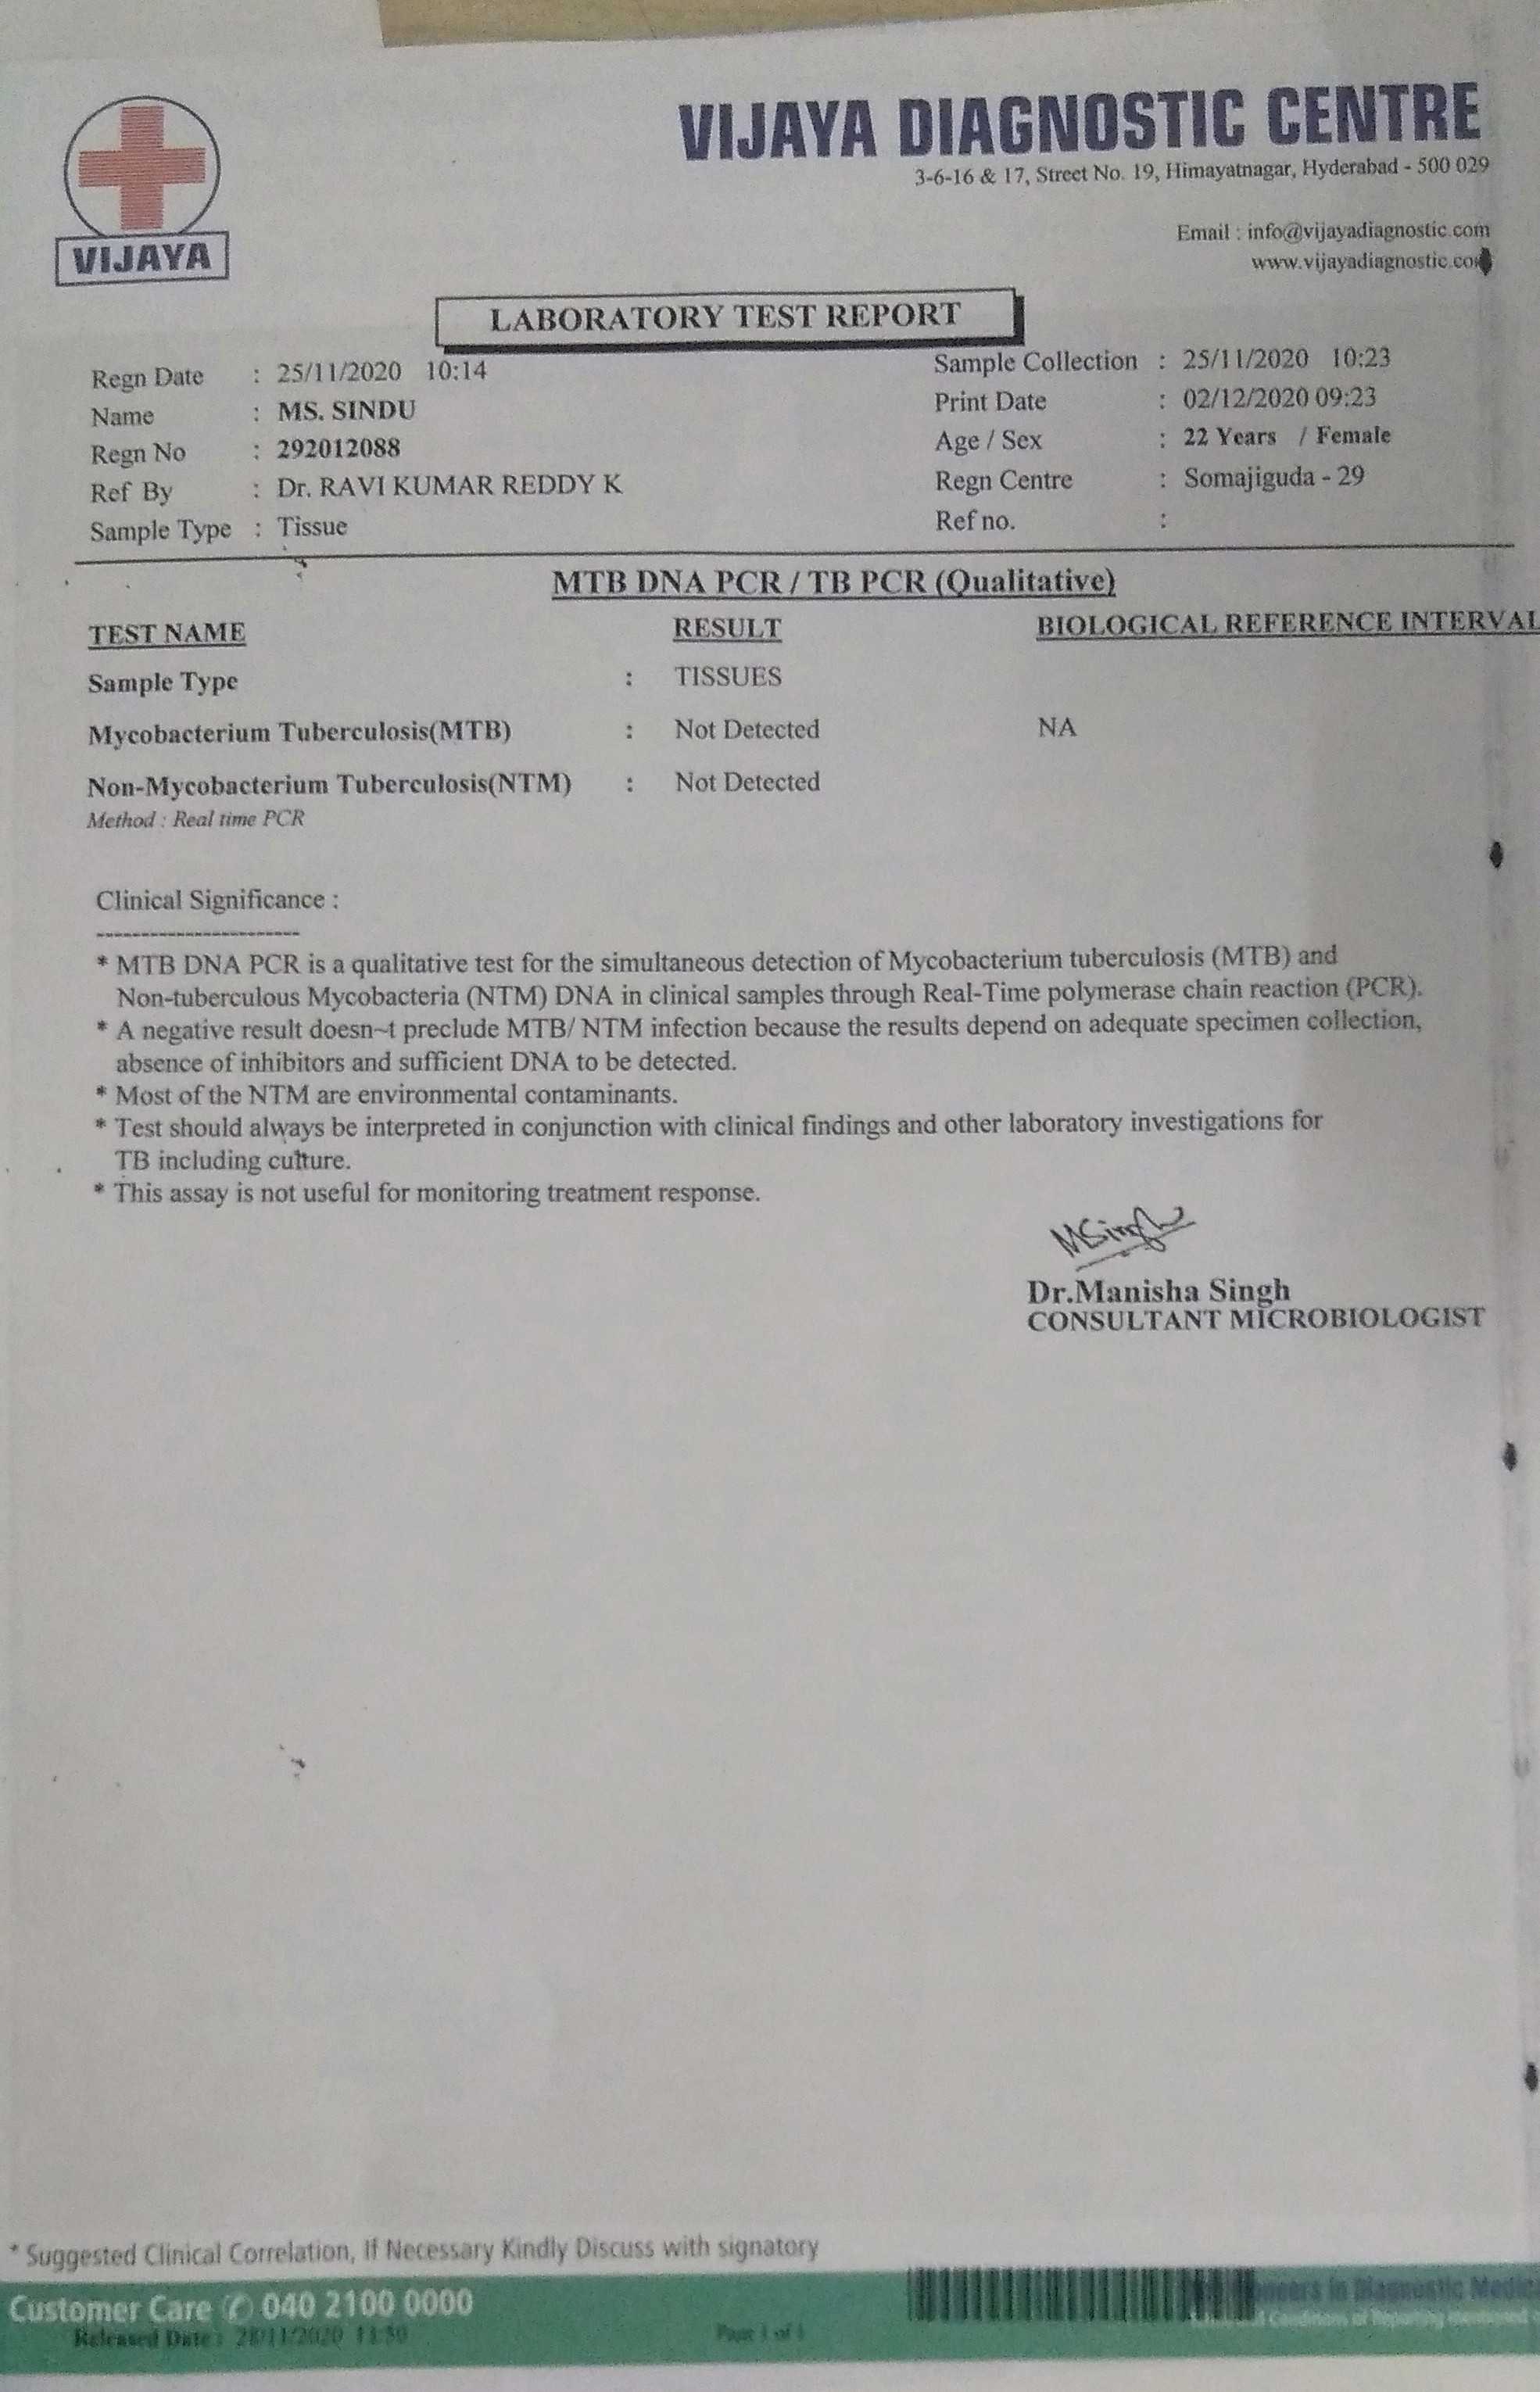 VIJAYA DIAGNOSTIC CENTRE
3-6-16 & 17, Street No. 19, Himayatnagar, Hyderabad - 500 029
VIJAYA
Email : info@vijayadiagnostic.com
www.vijayadiagnostic.co
LABORATORY TEST REPORT
Regn Date : 25/11/2020 10:14 Sample Collection : 25/11/2020 10:23
Name : MS. SINDU Print Date : 02/12/2020 09:23
Regn No : 292012088 Age / Sex : 22 Years / Female
Ref By : Dr. RAVI KUMAR REDDY K Regn Centre : Somajiguda - 29
Sample Type : Tissue Ref no. :
MTB DNA PCR / TB PCR (Qualitative)
TEST NAME RESULT BIOLOGICAL REFERENCE INTERVAL
Sample Type : TISSUES
Mycobacterium Tuberculosis(MTB) : Not Detected NA
Non-Mycobacterium Tuberculosis(NTM) : Not Detected
Method : Real time PCR
Clinical Significance :
-----------------------
* MTB DNA PCR is a qualitative test for the simultaneous detection of Mycobacterium tuberculosis (MTB) and
Non-tuberculous Mycobacteria (NTM) DNA in clinical samples through Real-Time polymerase chain reaction (PCR).
* A negative result doesn~t preclude MTB/ NTM infection because the results depend on adequate specimen collection,
absence of inhibitors and sufficient DNA to be detected.
* Most of the NTM are environmental contaminants.
* Test should always be interpreted in conjunction with clinical findings and other laboratory investigations for
TB including culture.
* This assay is not useful for monitoring treatment response.
MSingh
Dr.Manisha Singh
CONSULTANT MICROBIOLOGIST
* Suggested Clinical Correlation, If Necessary Kindly Discuss with signatory
Customer Care ✆ 040 2100 0000 in Diagnostic
Released Date : 28/11/2020 Page 1 of 1 Conditions of Reporting